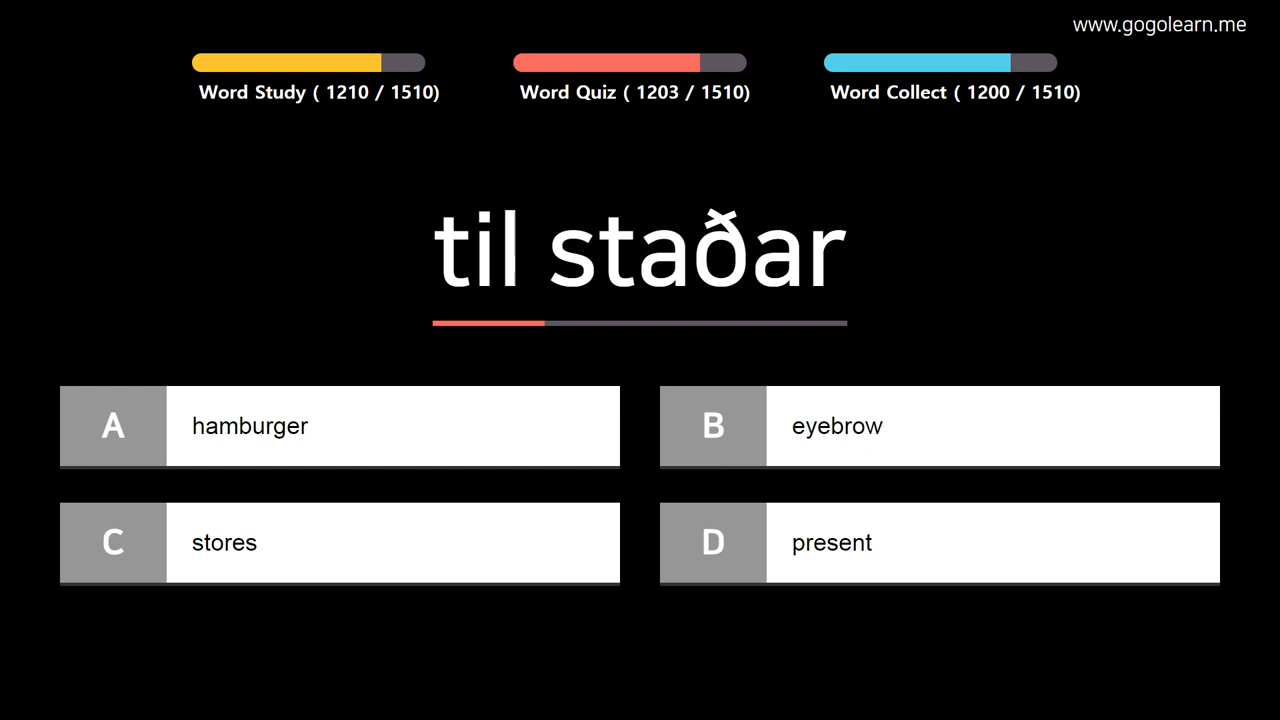 www.gogolearn.me
Word Study ( 1210 / 1510)
Word Quiz ( 1203 / 1510)
Word Collect ( 1200 / 1510)
til staðar
A hamburger
B eyebrow
C stores
D present